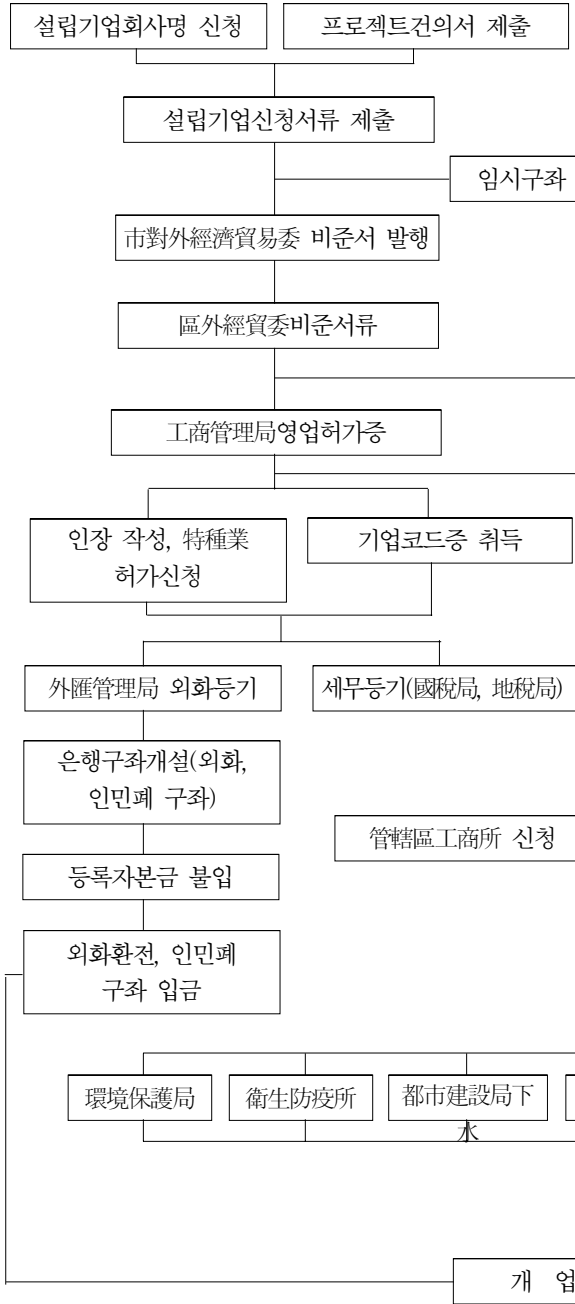 설립기업회사명 신청
프로젝트건의서 제출
설립기업신청서류 제출
임시구좌
市對外經濟貿易委 비준서 발행
區外經貿委비준서류
工商管理局영업허가증
인장 작성, 特種業
허가신청
기업코드증 취득
外匯管理局 외화등기
세무등기(國稅局, 地稅局)
은행구좌개설(외화,
인민폐 구좌)
管轄區工商所 신청
등록자본금 불입
외화환전, 인민폐
구좌 입금
環境保護局
衛生防疫所
都市建設局下
水
개 업